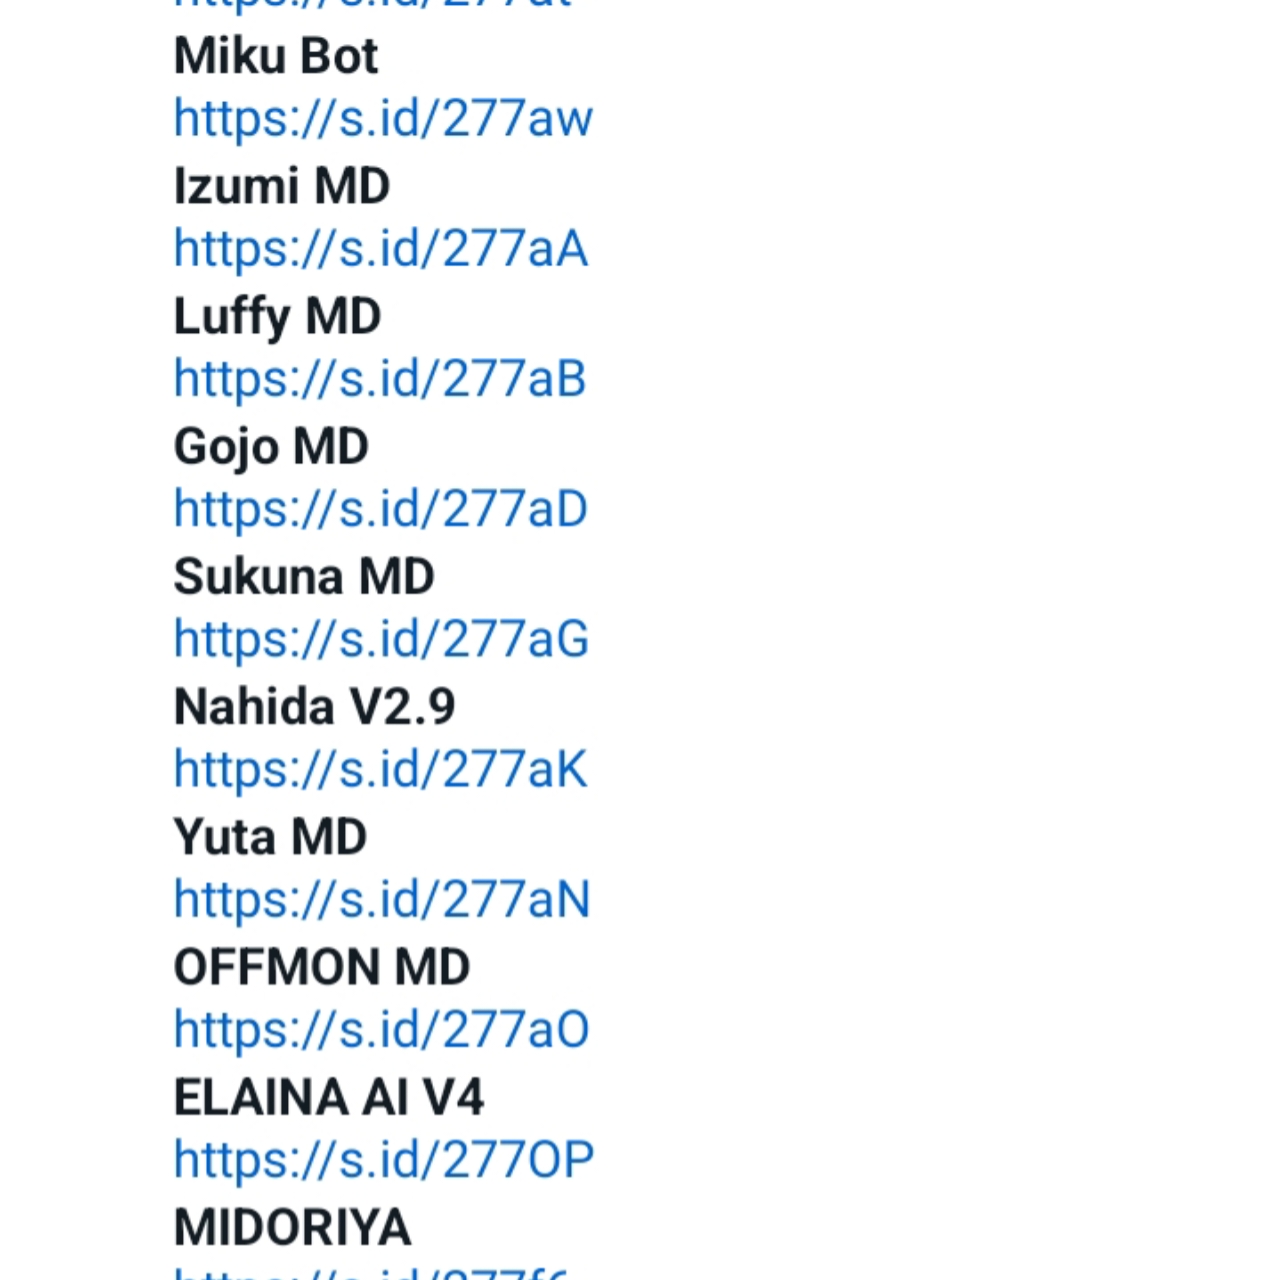 Miku Bot
https://s.id/277aw
Izumi MD
https://s.id/277aA
Luffy MD
https://s.id/277aB
Gojo MD
https://s.id/277aD
Sukuna MD
https://s.id/277aG
Nahida V2.9
https://s.id/277aK
Yuta MD
https://s.id/277aN
OFFMON MD
https://s.id/277aO
ELAINA AI V4
https://s.id/277OP
MIDORIYA